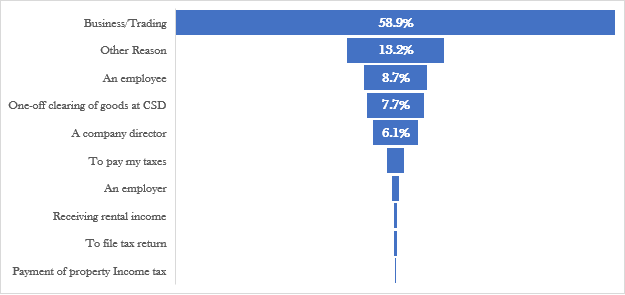 Business/Trading 58.9%
Other Reason 13.2%
An employee 8.7%
One-off clearing of goods at CSD 7.7%
A company director 6.1%
To pay my taxes
An employer
Receiving rental income
To file tax return
Payment of property Income tax